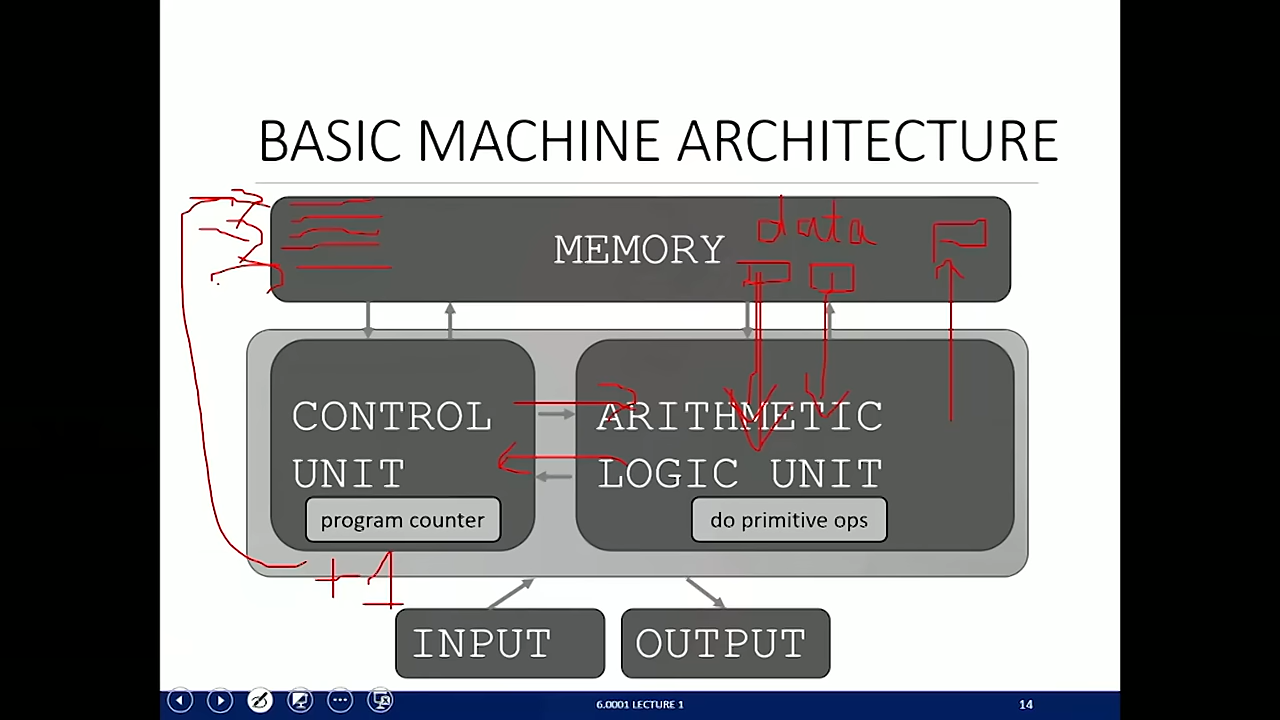 BASIC MACHINE ARCHITECTURE
MEMORY
data
CONTROL
UNIT
program counter
ARITHMETIC
LOGIC UNIT
do primitive ops
+1
INPUT
OUTPUT
6.0001 LECTURE 1
14